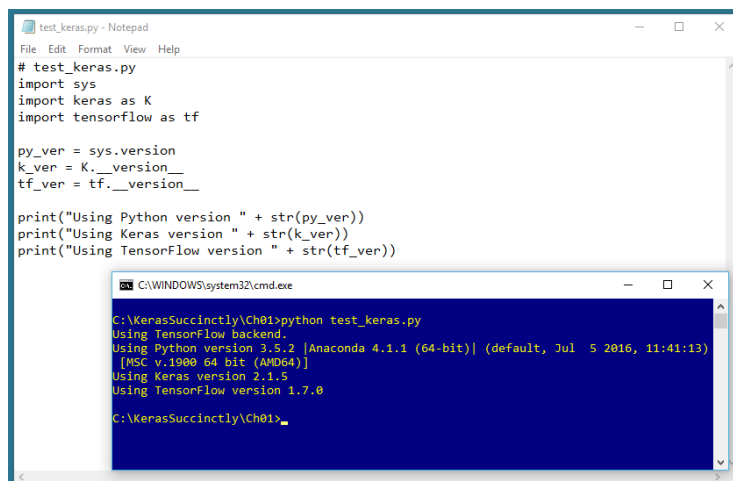 test_keras.py - Notepad
File Edit Format View Help
# test_keras.py
import sys
import keras as K
import tensorflow as tf
py_ver = sys.version
k_ver = K.__version__
tf_ver = tf.__version__
print("Using Python version " + str(py_ver))
print("Using Keras version " + str(k_ver))
print("Using TensorFlow version " + str(tf_ver))
C:\WINDOWS\system32\cmd.exe
C:\KerasSuccinctly\Ch01>python test_keras.py
Using TensorFlow backend.
Using Python version 3.5.2 |Anaconda 4.1.1 (64-bit)| (default, Jul  5 2016, 11:41:13)
[MSC v.1900 64 bit (AMD64)]
Using Keras version 2.1.5
Using TensorFlow version 1.7.0
C:\KerasSuccinctly\Ch01>